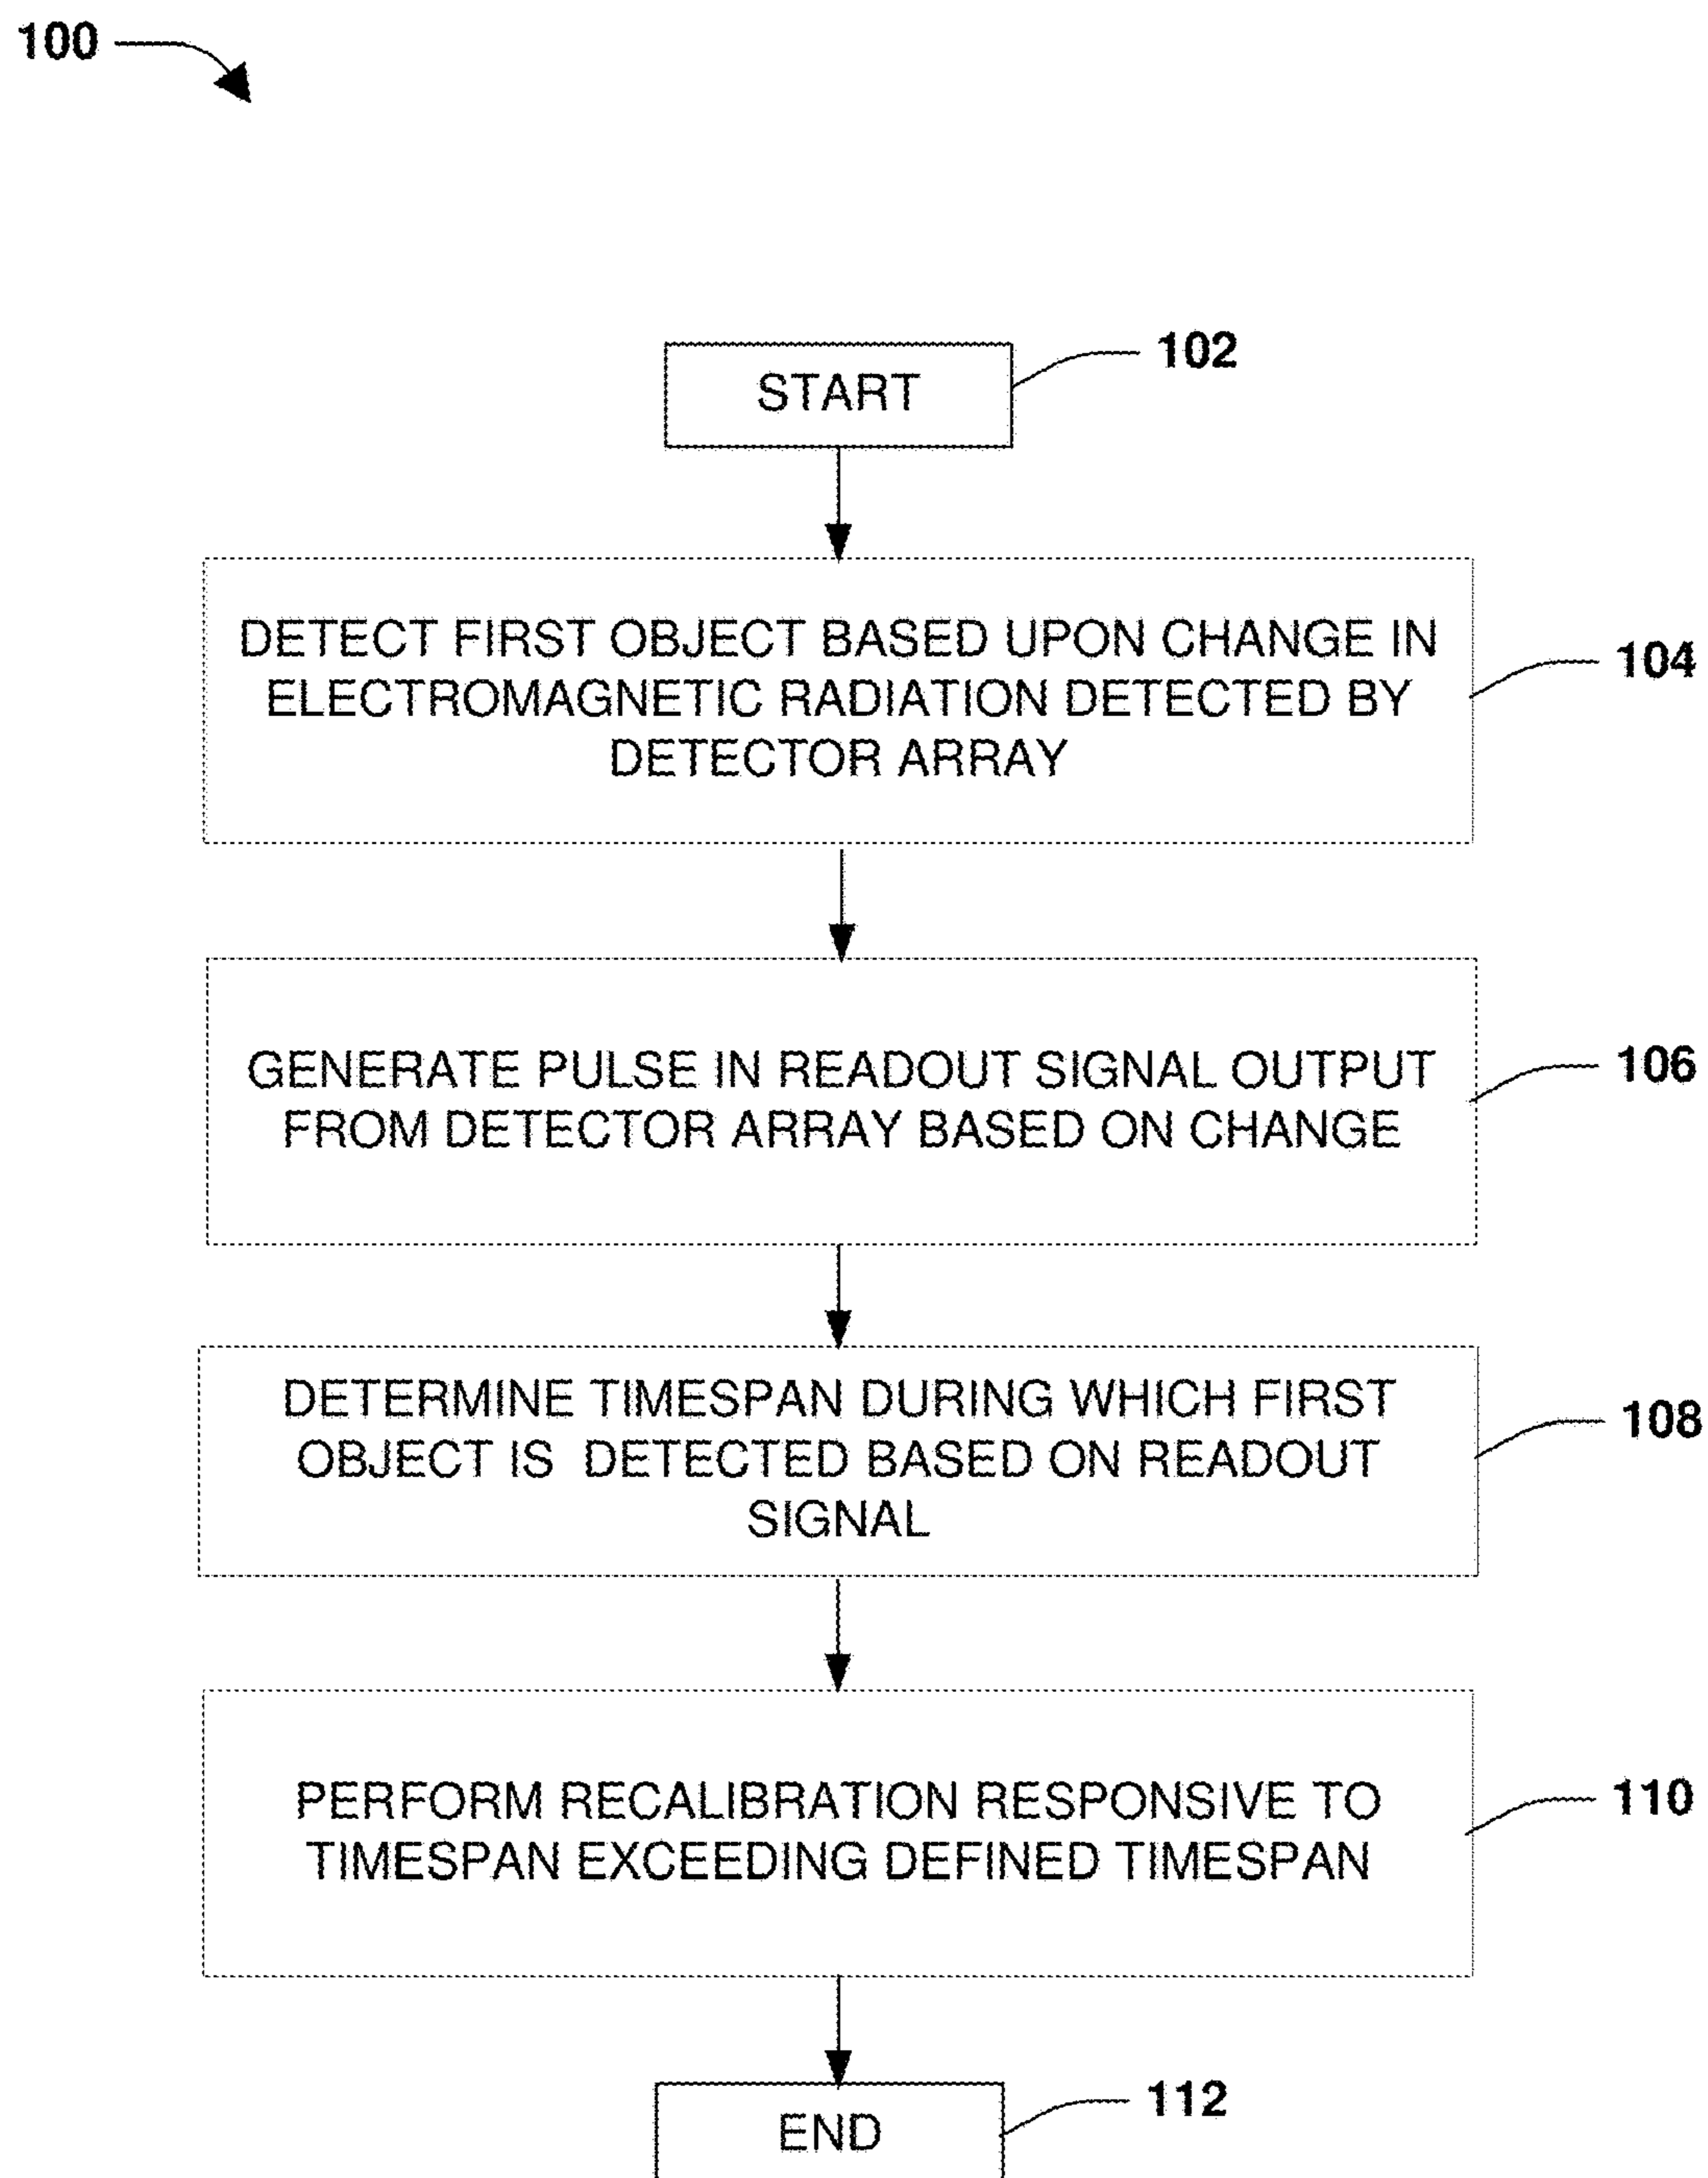 100
START
102
DETECT FIRST OBJECT BASED UPON CHANGE IN
ELECTROMAGNETIC RADIATION DETECTED BY
DETECTOR ARRAY
104
GENERATE PULSE IN READOUT SIGNAL OUTPUT
FROM DETECTOR ARRAY BASED ON CHANGE
106
DETERMINE TIMESPAN DURING WHICH FIRST
OBJECT IS DETECTED BASED ON READOUT
SIGNAL
108
PERFORM RECALIBRATION RESPONSIVE TO
TIMESPAN EXCEEDING DEFINED TIMESPAN
110
END
112